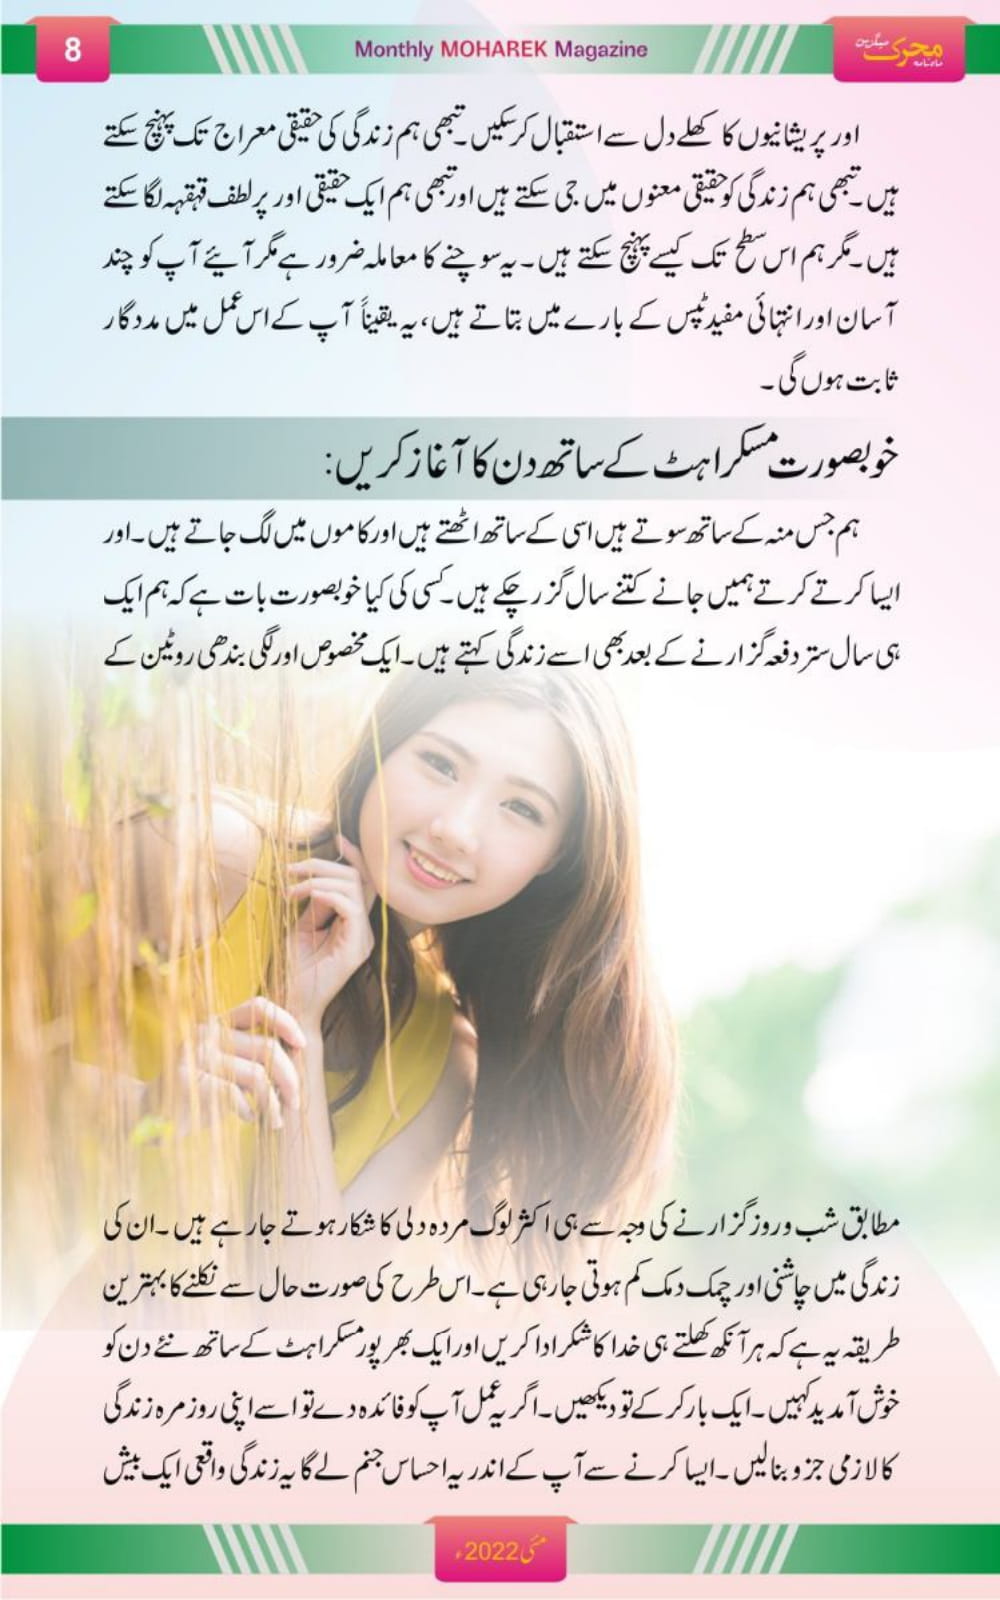 8
Monthly MOHAREK Magazine
ماہنامہ محرک میگزین
اور پریشانیوں کا کھلے دل سے استقبال کرسکیں۔ تبھی ہم زندگی کی حقیقی معراج تک پہنچ سکتے
ہیں۔ تبھی ہم زندگی کو حقیقی معنوں میں جی سکتے ہیں اور تبھی ہم ایک حقیقی اور پرلطف قہقہہ لگا سکتے
ہیں۔ مگر ہم اس سطح تک کیسے پہنچ سکتے ہیں۔ یہ سوچنے کا معاملہ ضرور ہے مگر آیئے آپ کو چند
آسان اور انتہائی مفید ٹپس کے بارے میں بتاتے ہیں، یہ یقیناً آپ کے اس عمل میں مددگار
ثابت ہوں گی۔
خوبصورت مسکراہٹ کے ساتھ دن کا آغاز کریں:
ہم جس منہ کے ساتھ سوتے ہیں اسی کے ساتھ اٹھتے ہیں اور کاموں میں لگ جاتے ہیں۔ اور
ایسا کرتے کرتے ہمیں جانے کتنے سال گزر چکے ہیں۔ کسی کی کیا خوبصورت بات ہے کہ ہم ایک
ہی سال ستر دفعہ گزارنے کے بعد بھی اسے زندگی کہتے ہیں۔ ایک مخصوص اور لگی بندھی روٹین کے
مطابق شب و روز گزارنے کی وجہ سے ہی اکثر لوگ مردہ دلی کا شکار ہوتے جارہے ہیں۔ ان کی
زندگی میں چاشنی اور چمک دمک کم ہوتی جارہی ہے۔ اس طرح کی صورت حال سے نکلنے کا بہترین
طریقہ یہ ہے کہ ہر آنکھ کھلتے ہی خدا کا شکر ادا کریں اور ایک بھرپور مسکراہٹ کے ساتھ نئے دن کو
خوش آمدید کہیں۔ ایک بار کر کے تو دیکھیں۔ اگر یہ عمل آپ کو فائدہ دے تو اسے اپنی روزمرہ زندگی
کا لازمی جزو بنالیں۔ ایسا کرنے سے آپ کے اندر یہ احساس جنم لے گا یہ زندگی واقعی ایک بیش
مئی 2022ء